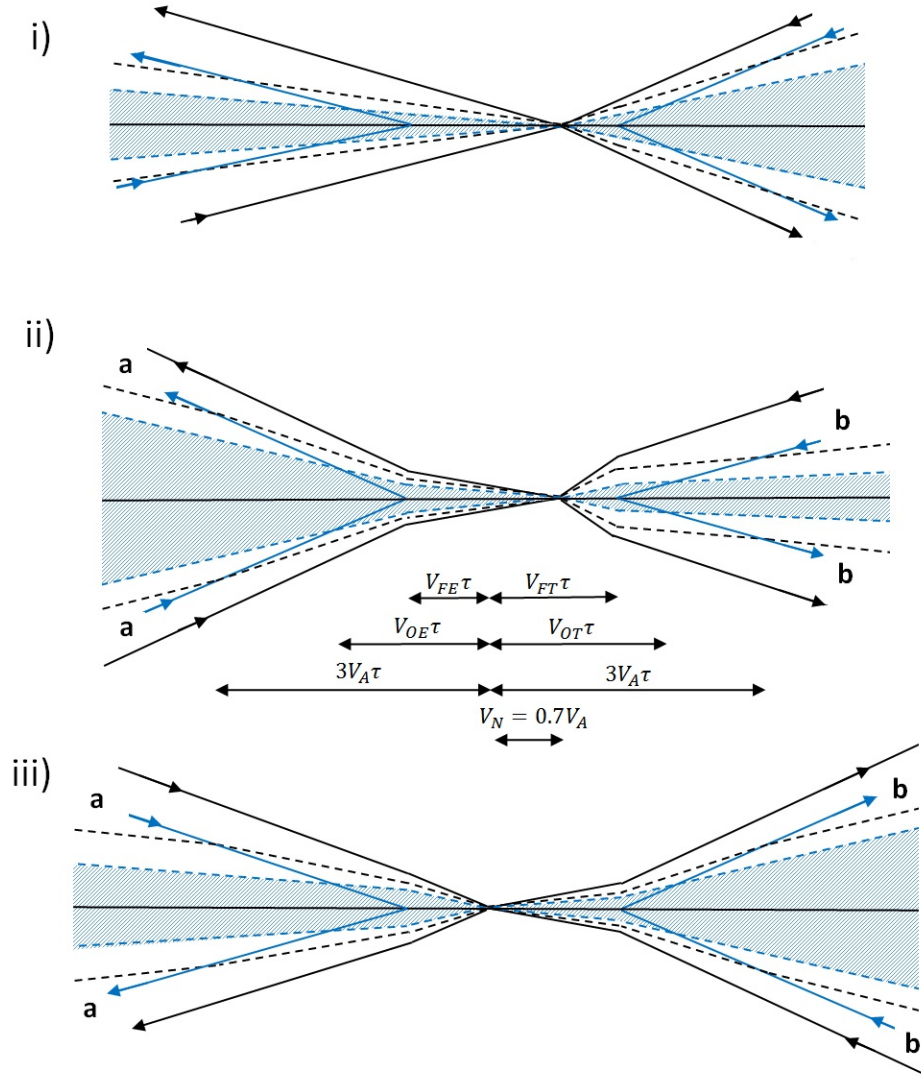 i)
ii)
a
b
a
b
V_{FE}τ
V_{FT}τ
V_{OE}τ
V_{OT}τ
3V_Aτ
3V_Aτ
V_N = 0.7V_A
iii)
a
b
a
b